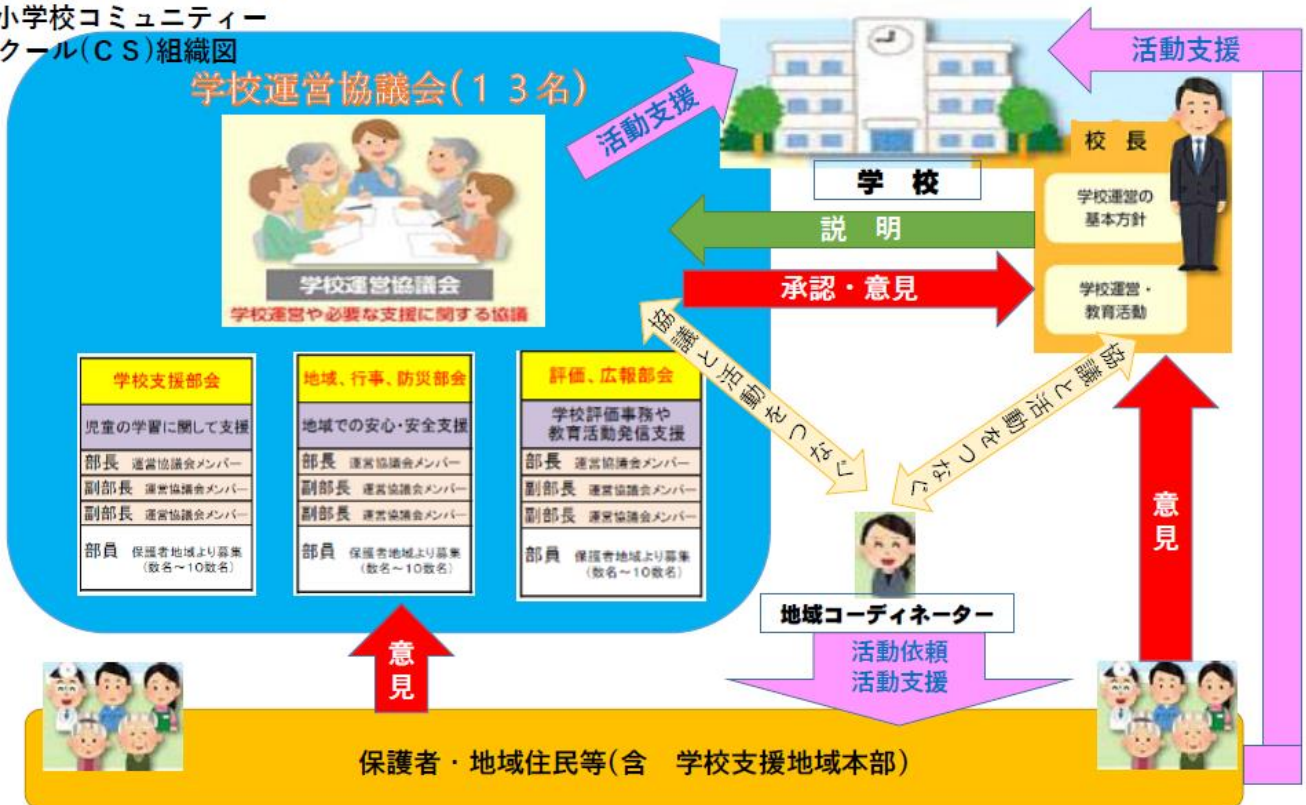 小学校コミュニティー
クール(CS)組織図
学校運営協議会(13名)
学校運営協議会
学校運営や必要な支援に関する協議
活動支援
学 校
活動支援
校 長
学校運営の
基本方針
学校運営・
教育活動
説 明
承認・意見
協議と活動をつなぐ
協議と活動をつなぐ
学校支援部会
児童の学習に関して支援
部長 運営協議会メンバー
副部長 運営協議会メンバー
副部長 運営協議会メンバー
部員 保護者地域より募集
(数名~10数名)
地域、行事、防災部会
地域での安心・安全支援
部長 運営協議会メンバー
副部長 運営協議会メンバー
副部長 運営協議会メンバー
部員 保護者地域より募集
(数名~10数名)
評価、広報部会
学校評価事務や
教育活動発信支援
部長 運営協議会メンバー
副部長 運営協議会メンバー
副部長 運営協議会メンバー
部員 保護者地域より募集
(数名~10数名)
地域コーディネーター
活動依頼
活動支援
意見
意見
保護者・地域住民等(含 学校支援地域本部)